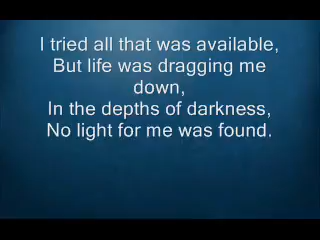 I tried all that was available,
But life was dragging me
down,
In the depths of darkness,
No light for me was found.